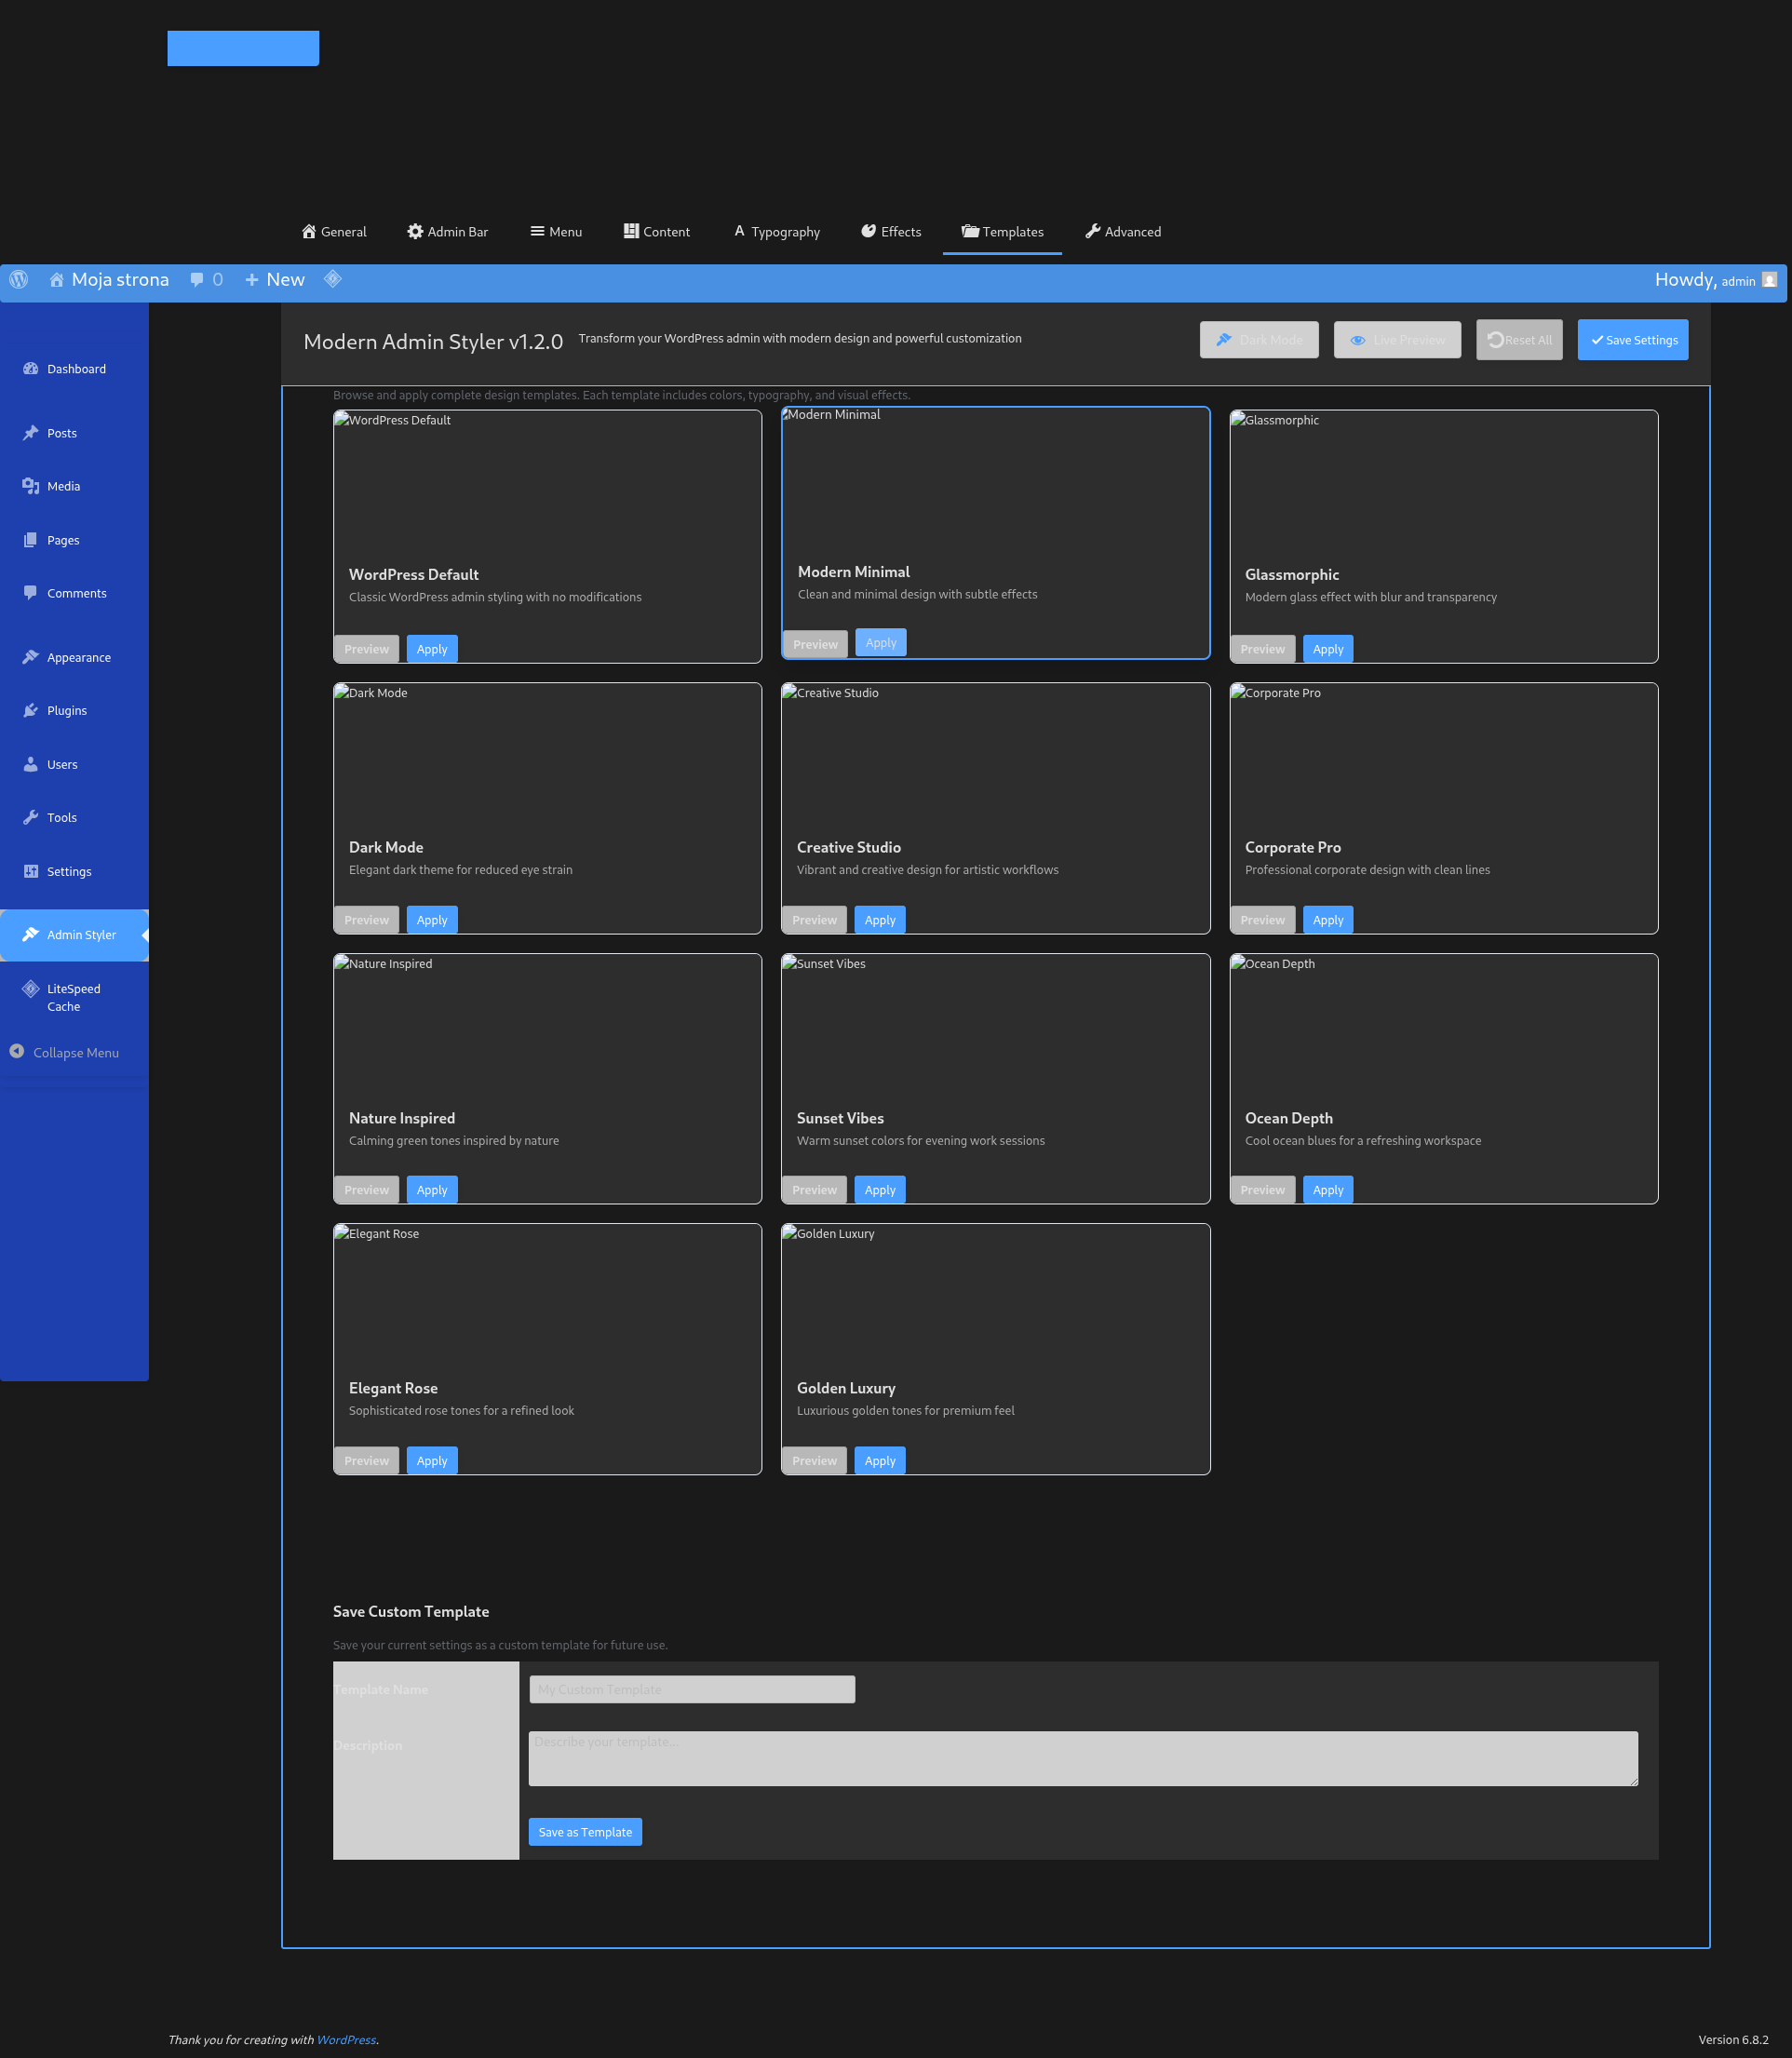 General
Admin Bar
Menu
Content
Typography
Effects
Templates
Advanced
Moja strona
0
New
Howdy, admin
Modern Admin Styler v1.2.0
Transform your WordPress admin with modern design and powerful customization
Dark Mode
Live Preview
Reset All
Save Settings
Dashboard
Posts
Media
Pages
Comments
Appearance
Plugins
Users
Tools
Settings
Admin Styler
LiteSpeed
Cache
Collapse Menu
Browse and apply complete design templates. Each template includes colors, typography, and visual effects.
WordPress Default
WordPress Default
Classic WordPress admin styling with no modifications
Preview
Apply
Modern Minimal
Modern Minimal
Clean and minimal design with subtle effects
Preview
Apply
Glassmorphic
Glassmorphic
Modern glass effect with blur and transparency
Preview
Apply
Dark Mode
Dark Mode
Elegant dark theme for reduced eye strain
Preview
Apply
Creative Studio
Creative Studio
Vibrant and creative design for artistic workflows
Preview
Apply
Corporate Pro
Corporate Pro
Professional corporate design with clean lines
Preview
Apply
Nature Inspired
Nature Inspired
Calming green tones inspired by nature
Preview
Apply
Sunset Vibes
Sunset Vibes
Warm sunset colors for evening work sessions
Preview
Apply
Ocean Depth
Ocean Depth
Cool ocean blues for a refreshing workspace
Preview
Apply
Elegant Rose
Elegant Rose
Sophisticated rose tones for a refined look
Preview
Apply
Golden Luxury
Golden Luxury
Luxurious golden tones for premium feel
Preview
Apply
Save Custom Template
Save your current settings as a custom template for future use.
Template Name
My Custom Template
Description
Describe your template...
Save as Template
Thank you for creating with WordPress.
Version 6.8.2